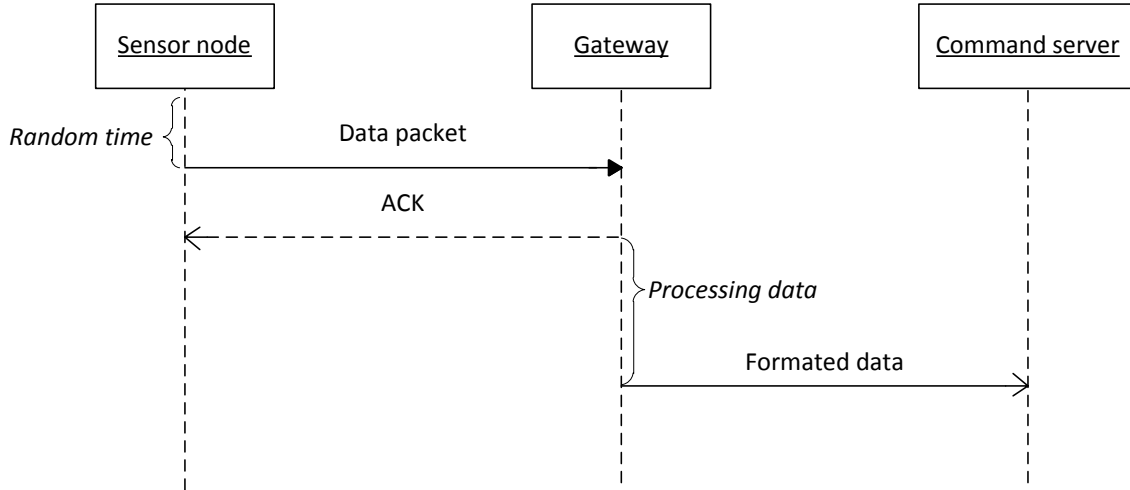 Sensor node
Gateway
Command server
Random time
Data packet
ACK
Processing data
Formated data